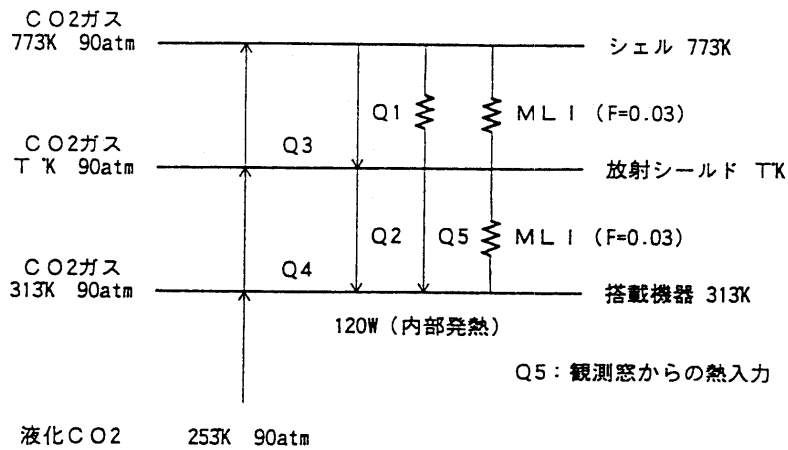 CO2ガス
773K 90atm
シェル 773K
Q1
MLI (F=0.03)
CO2ガス
T K 90atm
Q3
放射シールド TK
Q2
Q5
MLI (F=0.03)
CO2ガス
313K 90atm
Q4
搭載機器 313K
120W (内部発熱)
Q5:観測窓からの熱入力
液化CO2 253K 90atm